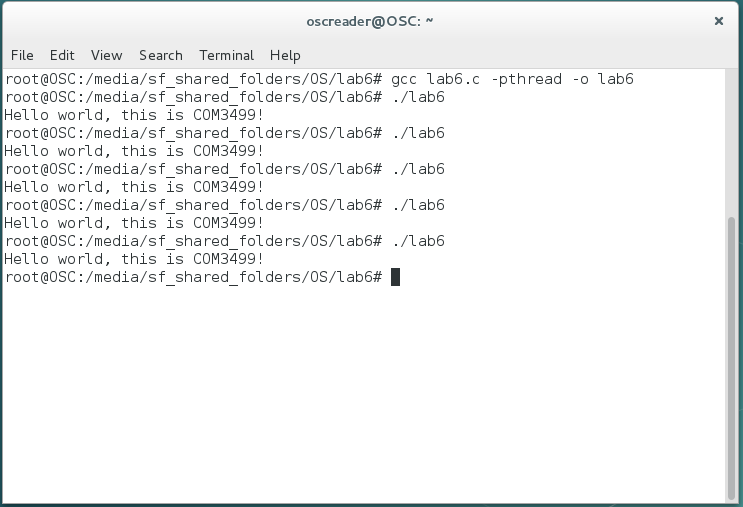 oscreader@OSC: ~
File Edit View Search Terminal Help
root@OSC:/media/sf_shared_folders/OS/lab6# gcc lab6.c -pthread -o lab6
root@OSC:/media/sf_shared_folders/OS/lab6# ./lab6
Hello world, this is COM3499!
root@OSC:/media/sf_shared_folders/OS/lab6# ./lab6
Hello world, this is COM3499!
root@OSC:/media/sf_shared_folders/OS/lab6# ./lab6
Hello world, this is COM3499!
root@OSC:/media/sf_shared_folders/OS/lab6# ./lab6
Hello world, this is COM3499!
root@OSC:/media/sf_shared_folders/OS/lab6# ./lab6
Hello world, this is COM3499!
root@OSC:/media/sf_shared_folders/OS/lab6#